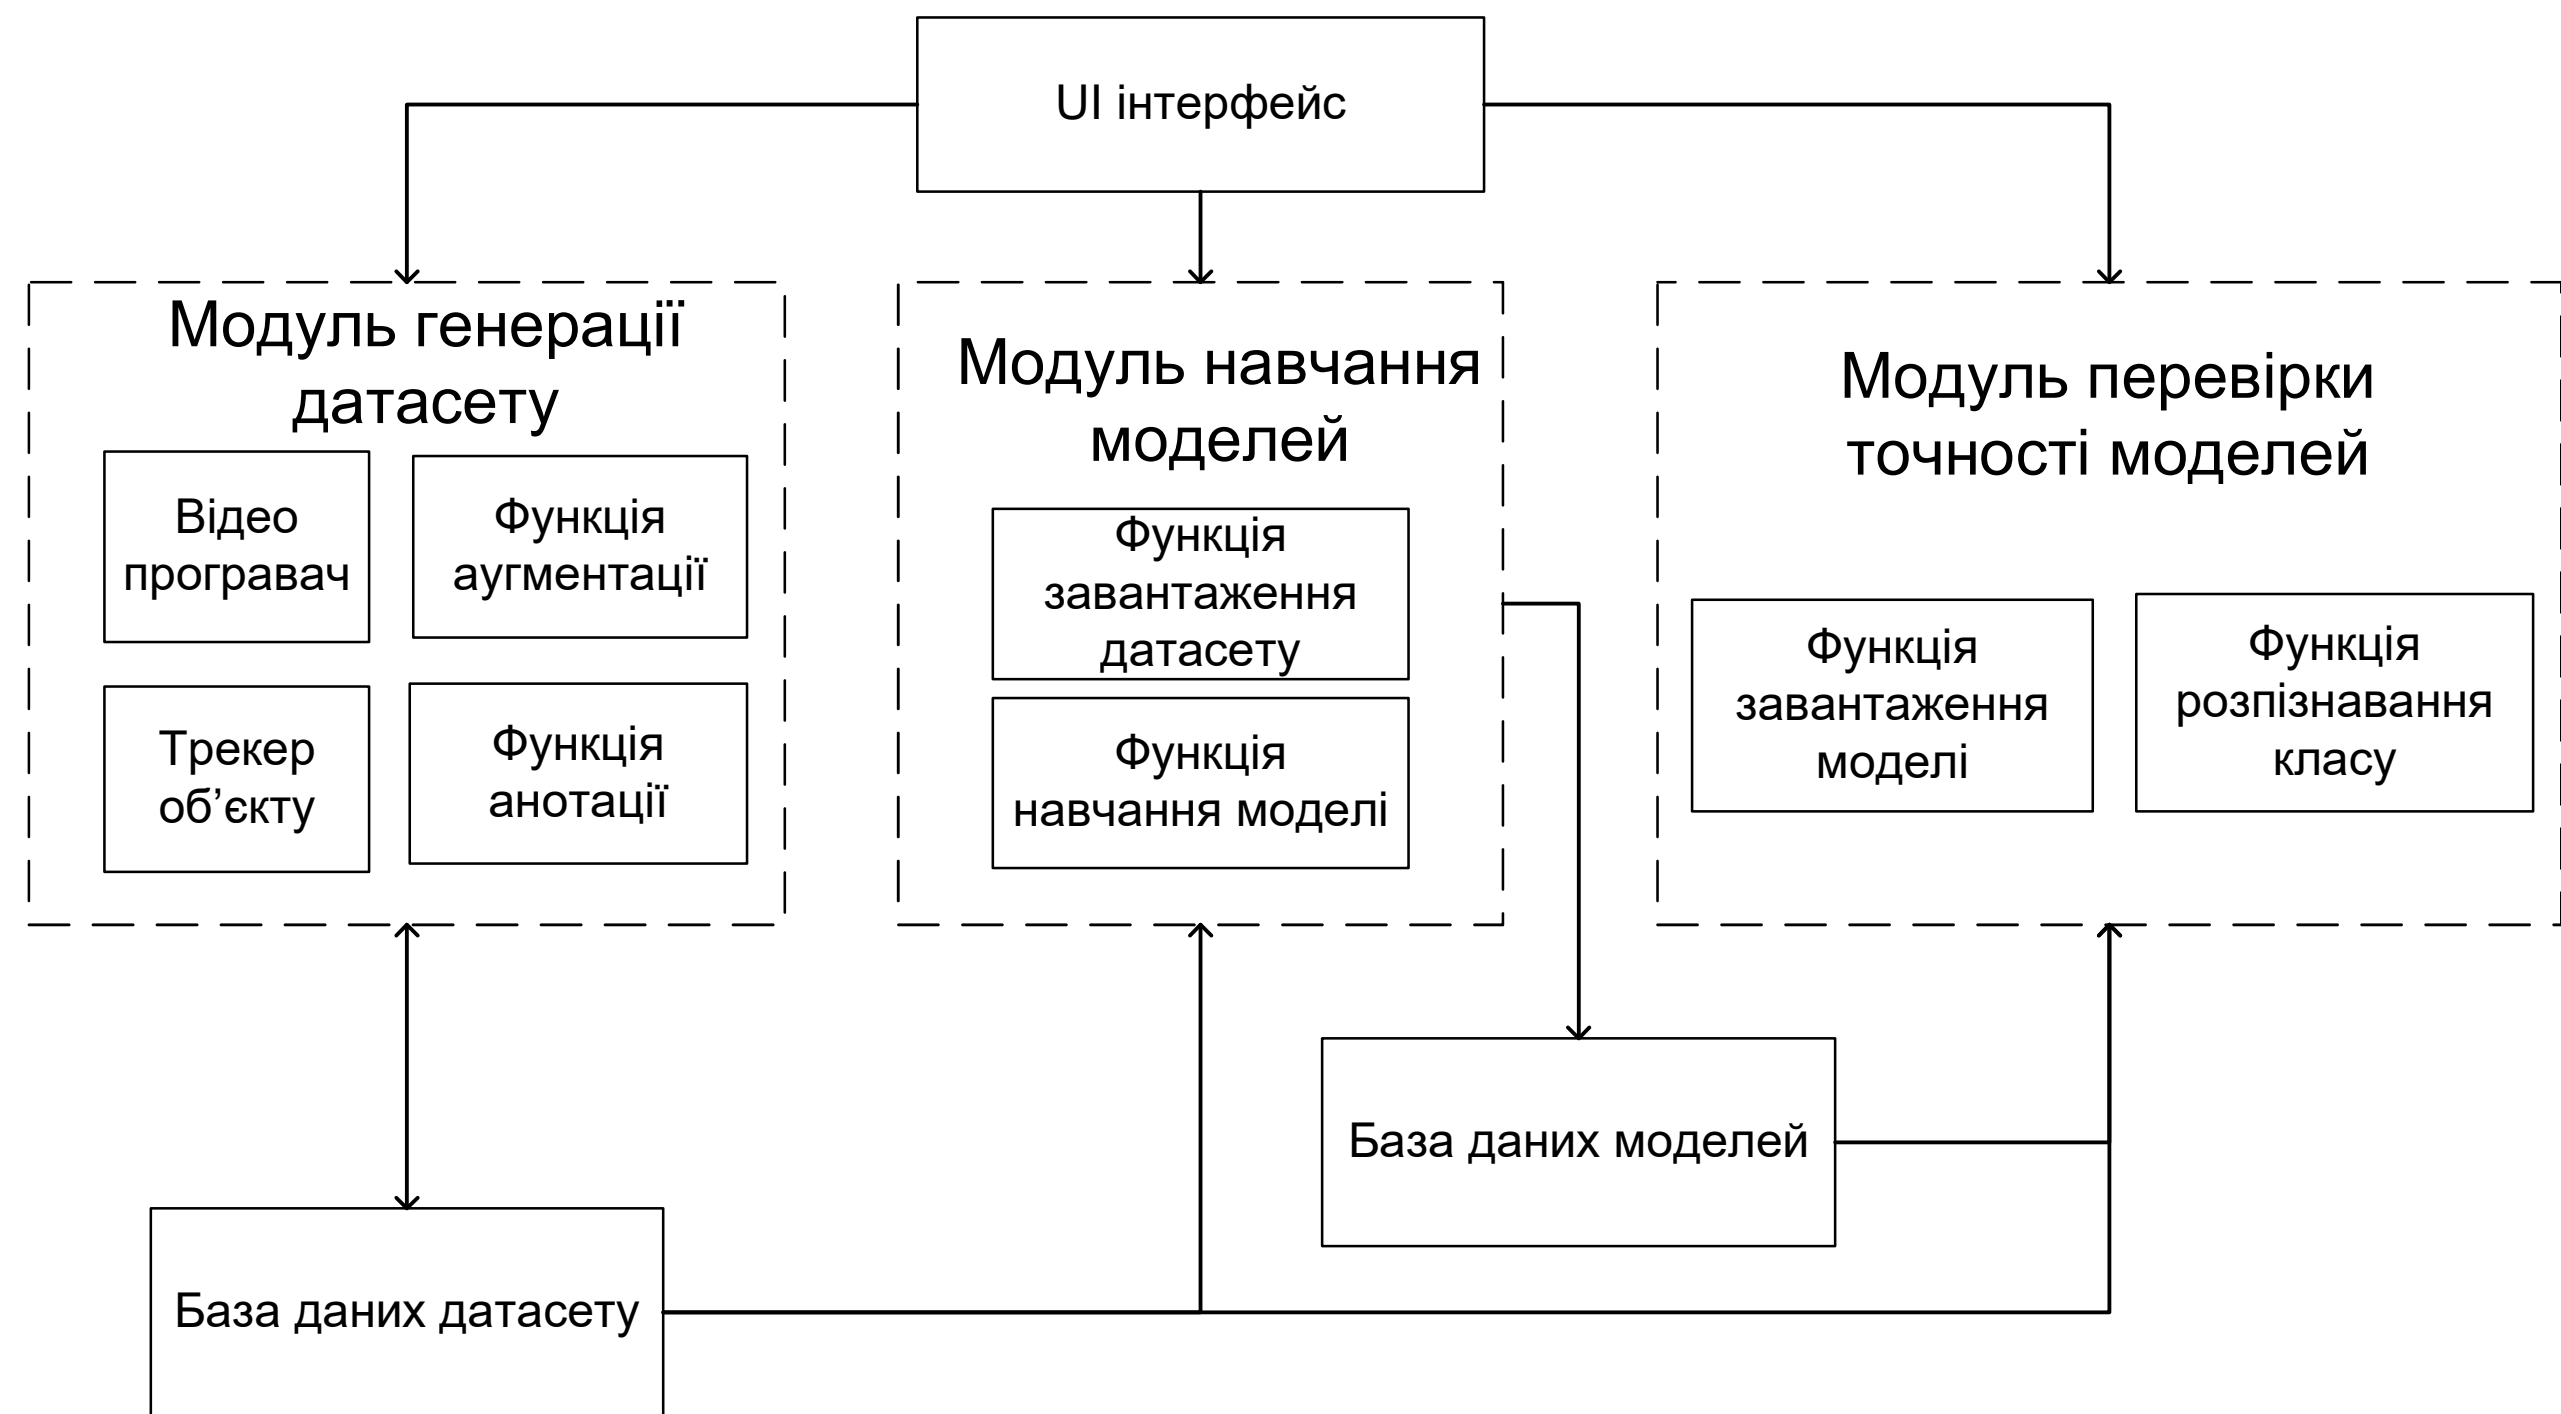 UI інтерфейс
Модуль генерації
датасету
Відео
програвач
Функція
аугментації
Трекер
об’єкту
Функція
анотації
Модуль навчання
моделей
Функція
завантаження
датасету
Функція
навчання моделі
Модуль перевірки
точності моделей
Функція
завантаження
моделі
Функція
розпізнавання
класу
База даних моделей
База даних датасету